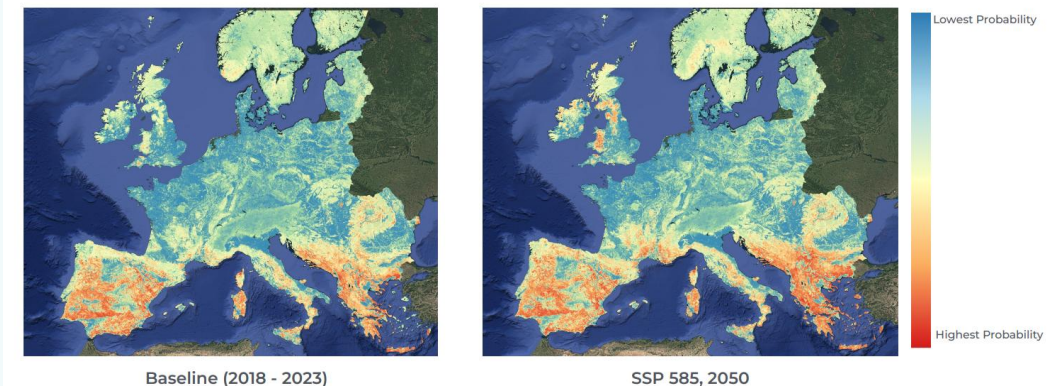 Lowest Probability
Highest Probability
Baseline (2018 - 2023)
SSP 585, 2050